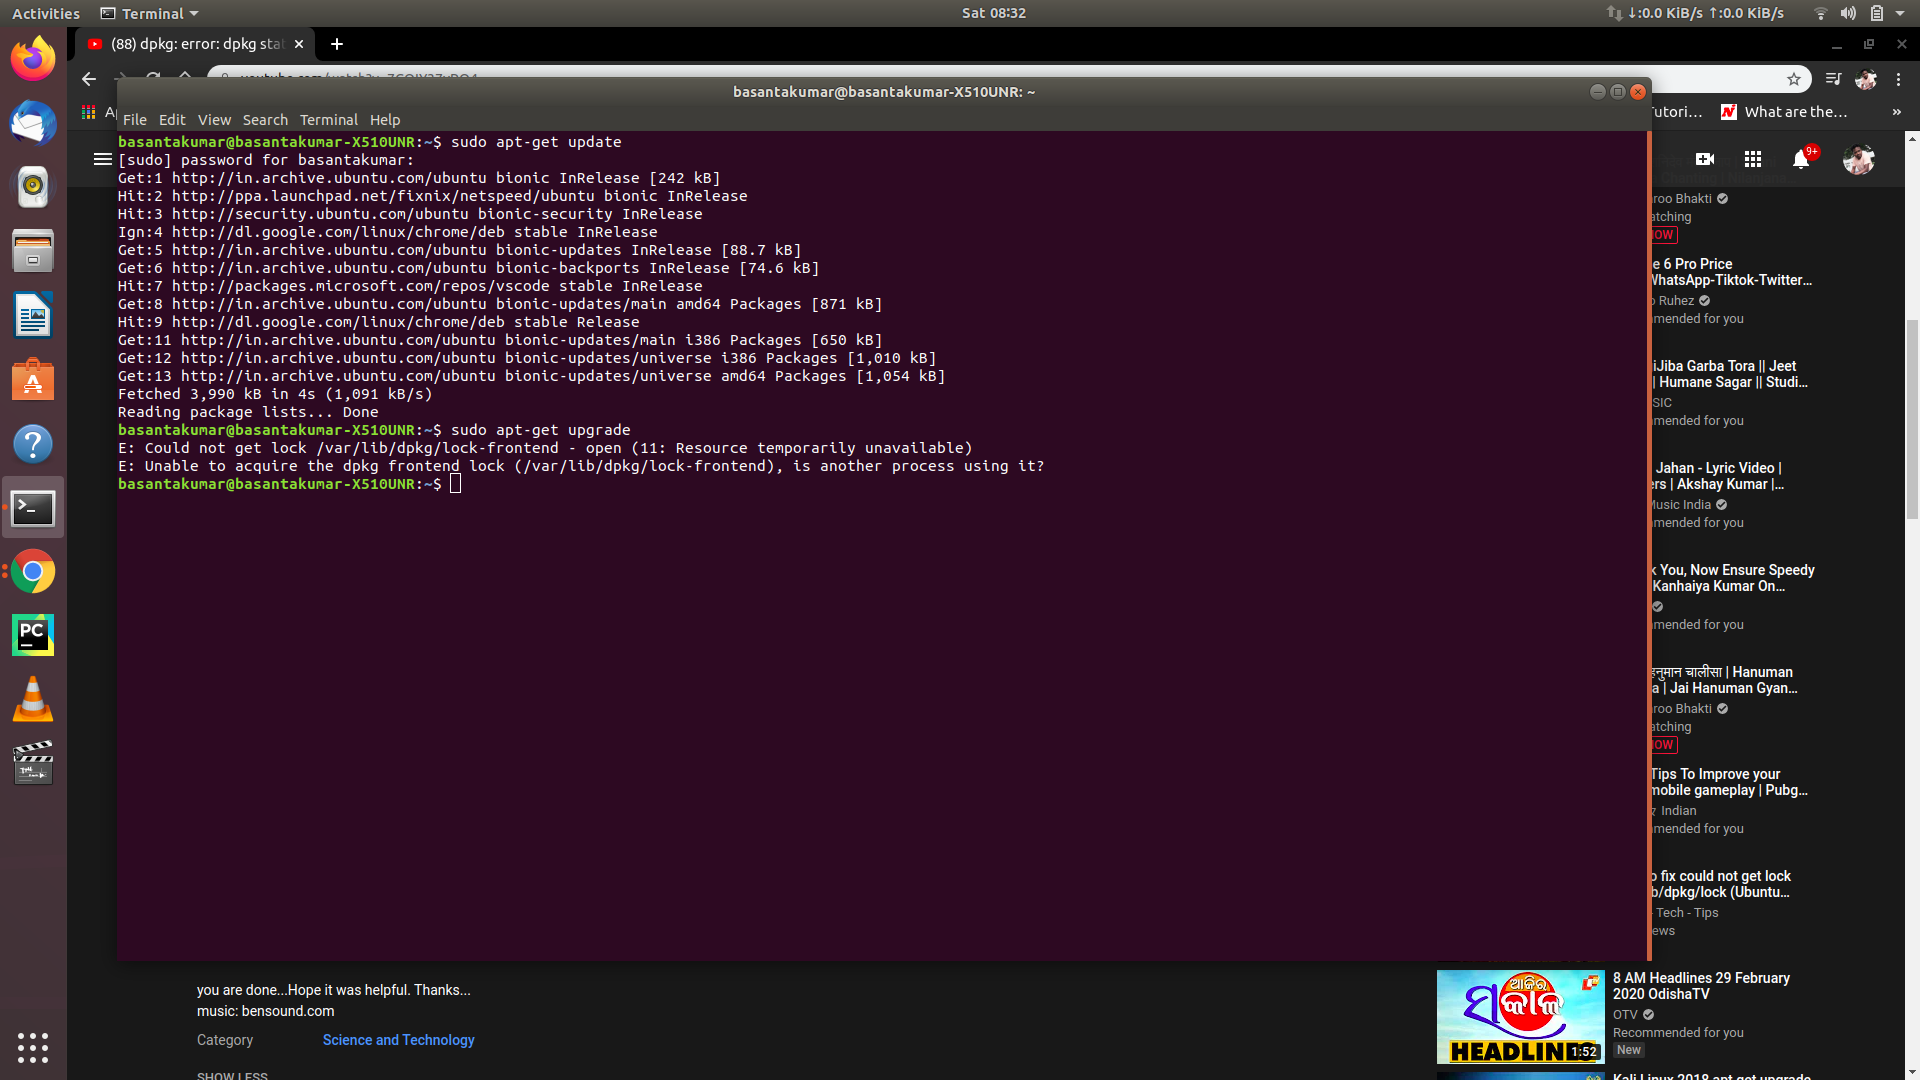 Activities
Terminal
Sat 08:32
↓:0.0 KiB/s ↑:0.0 KiB/s
(88) dpkg: error: dpkg stat
basantakumar@basantakumar-X510UNR: ~
Tutori...
What are the...
File Edit View Search Terminal Help
basantakumar@basantakumar-X510UNR:~$ sudo apt-get update
[sudo] password for basantakumar:
Get:1 http://in.archive.ubuntu.com/ubuntu bionic InRelease [242 kB]
Hit:2 http://ppa.launchpad.net/fixnix/netspeed/ubuntu bionic InRelease
Hit:3 http://security.ubuntu.com/ubuntu bionic-security InRelease
Ign:4 http://dl.google.com/linux/chrome/deb stable InRelease
Get:5 http://in.archive.ubuntu.com/ubuntu bionic-updates InRelease [88.7 kB]
Get:6 http://in.archive.ubuntu.com/ubuntu bionic-backports InRelease [74.6 kB]
Hit:7 http://packages.microsoft.com/repos/vscode stable InRelease
Get:8 http://in.archive.ubuntu.com/ubuntu bionic-updates/main amd64 Packages [871 kB]
Hit:9 http://dl.google.com/linux/chrome/deb stable Release
Get:11 http://in.archive.ubuntu.com/ubuntu bionic-updates/main i386 Packages [650 kB]
Get:12 http://in.archive.ubuntu.com/ubuntu bionic-updates/universe i386 Packages [1,010 kB]
Get:13 http://in.archive.ubuntu.com/ubuntu bionic-updates/universe amd64 Packages [1,054 kB]
Fetched 3,990 kB in 4s (1,091 kB/s)
Reading package lists... Done
basantakumar@basantakumar-X510UNR:~$ sudo apt-get upgrade
E: Could not get lock /var/lib/dpkg/lock-frontend - open (11: Resource temporarily unavailable)
E: Unable to acquire the dpkg frontend lock (/var/lib/dpkg/lock-frontend), is another process using it?
basantakumar@basantakumar-X510UNR:~$
9+
roo Bhakti
atching
NOW
e 6 Pro Price
WhatsApp-Tiktok-Twitter...
o Ruhez
mended for you
iJiba Garba Tora || Jeet
| Humane Sagar || Studi...
SIC
mended for you
Jahan - Lyric Video |
ers | Akshay Kumar |...
Music India
mended for you
k You, Now Ensure Speedy
Kanhaiya Kumar On...
mended for you
हनुमान चालीसा | Hanuman
a | Jai Hanuman Gyan...
roo Bhakti
atching
NOW
Tips To Improve your
mobile gameplay | Pubg...
Indian
mended for you
o fix could not get lock
b/dpkg/lock (Ubuntu...
- Tech - Tips
iews
you are done...Hope it was helpful. Thanks...
music: bensound.com
Category
Science and Technology
SHOW LESS
ଆଜିର
ସକାଳ
HEADLINES
1:52
8 AM Headlines 29 February
2020 OdishaTV
OTV
Recommended for you
New
Kali Linux 2018 apt get upgrade
PC